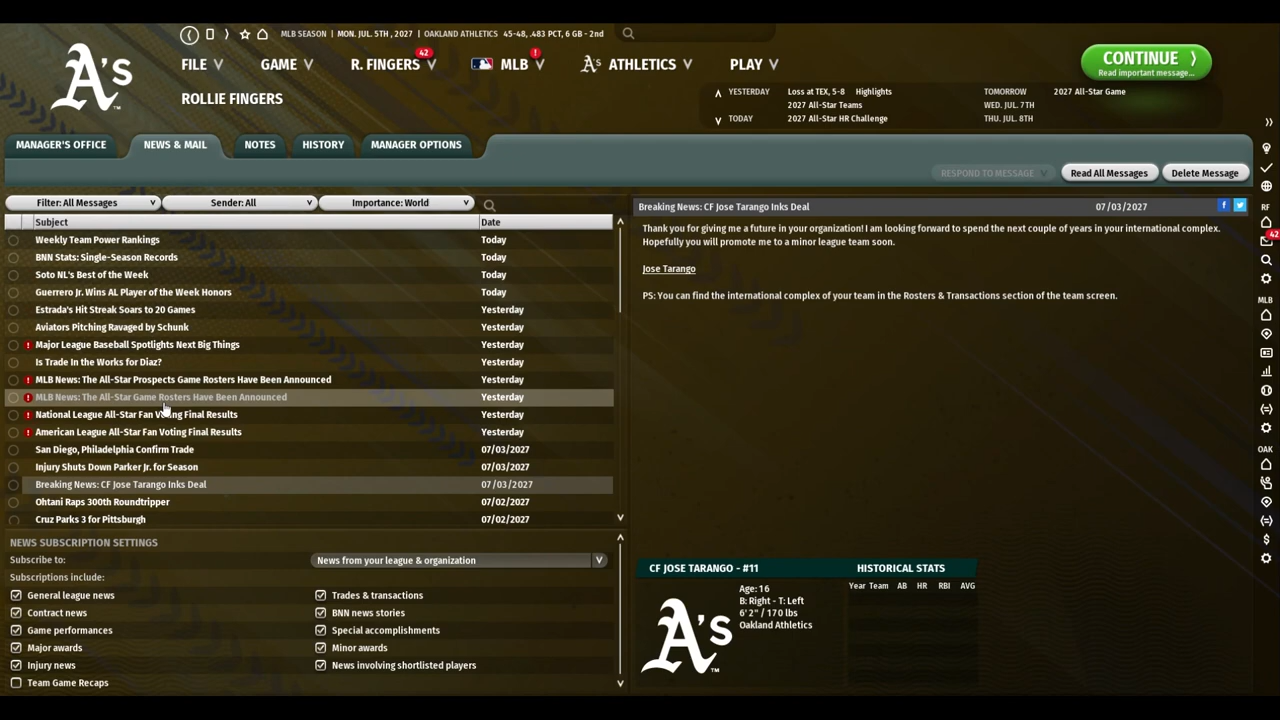 MLB SEASON | MON. JUL. 5TH , 2027 | OAKLAND ATHLETICS 45-48, .483 PCT, 6 GB - 2nd
A's
FILE GAME R. FINGERS 42 MLB ! A's ATHLETICS PLAY
CONTINUE
Read important message...
ROLLIE FINGERS
YESTERDAY Loss at TEX, 5-8 Highlights TOMORROW 2027 All-Star Game
2027 All-Star Teams WED. JUL. 7TH
TODAY 2027 All-Star HR Challenge THU. JUL. 8TH
MANAGER'S OFFICE NEWS & MAIL NOTES HISTORY MANAGER OPTIONS
RESPOND TO MESSAGE Read All Messages Delete Message
Filter: All Messages Sender: All Importance: World
Subject Date
Weekly Team Power Rankings Today
BNN Stats: Single-Season Records Today
Soto NL's Best of the Week Today
Guerrero Jr. Wins AL Player of the Week Honors Today
Estrada's Hit Streak Soars to 20 Games Yesterday
Aviators Pitching Ravaged by Schunk Yesterday
! Major League Baseball Spotlights Next Big Things Yesterday
Is Trade In the Works for Diaz? Yesterday
! MLB News: The All-Star Prospects Game Rosters Have Been Announced Yesterday
! MLB News: The All-Star Game Rosters Have Been Announced Yesterday
! National League All-Star Fan Voting Final Results Yesterday
! American League All-Star Fan Voting Final Results Yesterday
San Diego, Philadelphia Confirm Trade 07/03/2027
Injury Shuts Down Parker Jr. for Season 07/03/2027
Breaking News: CF Jose Tarango Inks Deal 07/03/2027
Ohtani Raps 300th Roundtripper 07/02/2027
Cruz Parks 3 for Pittsburgh 07/02/2027
NEWS SUBSCRIPTION SETTINGS
Subscribe to: News from your league & organization
Subscriptions include:
General league news Trades & transactions
Contract news BNN news stories
Game performances Special accomplishments
Major awards Minor awards
Injury news News involving shortlisted players
Team Game Recaps
Breaking News: CF Jose Tarango Inks Deal 07/03/2027
Thank you for giving me a future in your organization! I am looking forward to spend the next couple of years in your international complex.
Hopefully you will promote me to a minor league team soon.
Jose Tarango
PS: You can find the international complex of your team in the Rosters & Transactions section of the team screen.
CF JOSE TARANGO - #11
Age: 16
B: Right - T: Left
6' 2" / 170 lbs
Oakland Athletics
A's
HISTORICAL STATS
Year Team AB HR RBI AVG
RF
42
MLB
OAK